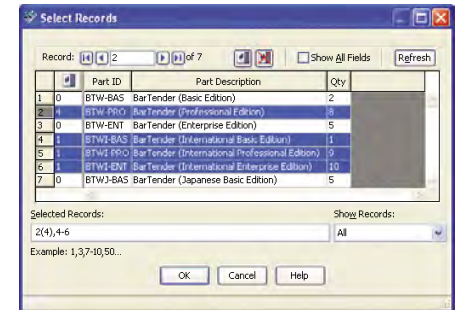 Select Records
Record: 2 of 7 Show All Fields Refresh
Part ID Part Description Qty
1 0 BTW-BAS BarTender (Basic Edition) 2
2 4 BTW-PRO BarTender (Professional Edition) 8
3 0 BTW-ENT BarTender (Enterprise Edition) 5
4 1 BTWI-BAS BarTender (International Basic Edition) 1
5 1 BTWI-PRO BarTender (International Professional Edition) 9
6 1 BTWI-ENT BarTender (International Enterprise Edition) 10
7 0 BTWJ-BAS BarTender (Japanese Basic Edition) 5
Selected Records: Show Records:
2(4),4-6 All
Example: 1,3,7-10,50...
OK Cancel Help